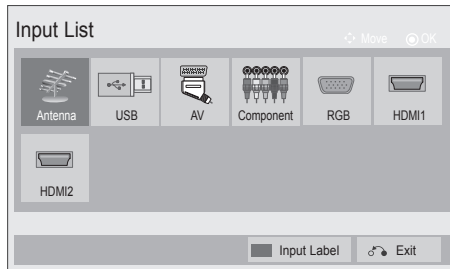 Input List
Move OK
Antenna USB AV Component RGB HDMI1
HDMI2
Input Label Exit